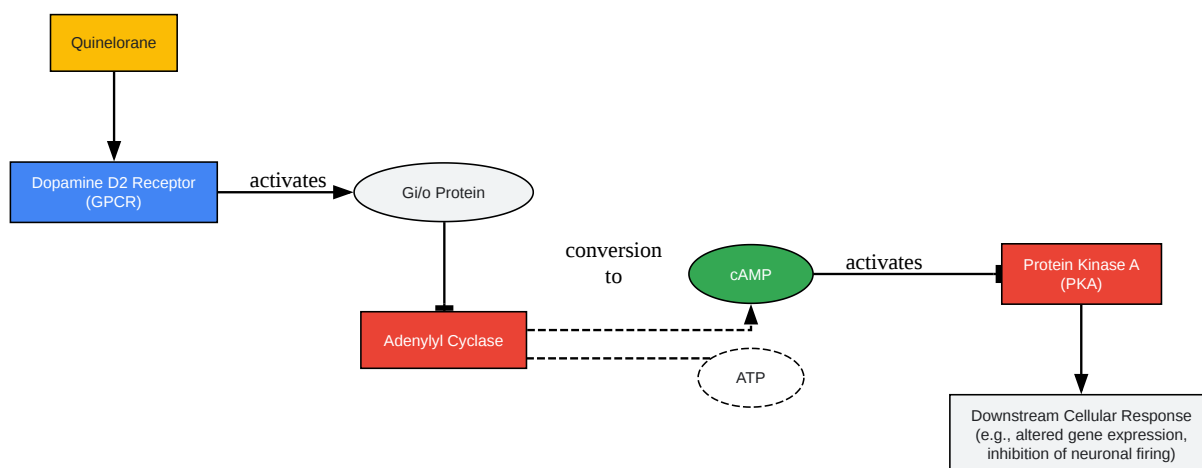 Quinelorane
Dopamine D2 Receptor
(GPCR)
activates
Gi/o Protein
conversion
to
cAMP
activates
Protein Kinase A
(PKA)
Adenylyl Cyclase
ATP
Downstream Cellular Response
(e.g., altered gene expression,
inhibition of neuronal firing)